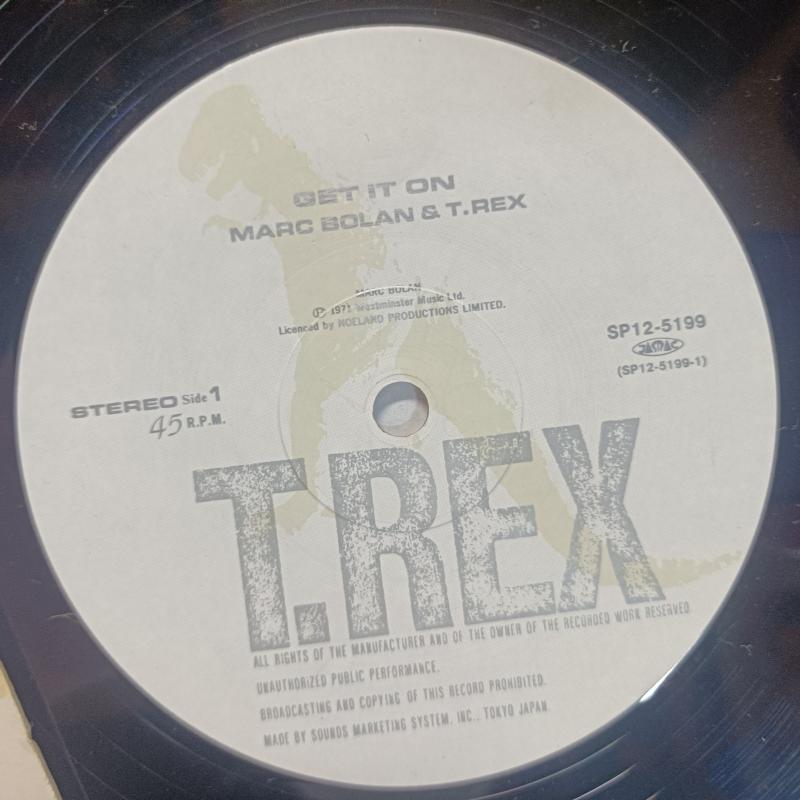 GET IT ON
MARC BOLAN & T.REX
MARC BOLAN
Ⓟ 1971 Westminster Music Ltd.
Licenced by NOELAND PRODUCTIONS LIMITED.
SP12-5199
JASRAC
(SP12-5199-1)
STEREO Side 1
45 R.P.M.
T.REX
ALL RIGHTS OF THE MANUFACTURER AND OF THE OWNER OF THE RECORDED WORK RESERVED
UNAUTHORIZED PUBLIC PERFORMANCE.
BROADCASTING AND COPYING OF THIS RECORD PROHIBITED.
MADE BY SOUNDS MARKETING SYSTEM, INC., TOKYO JAPAN.